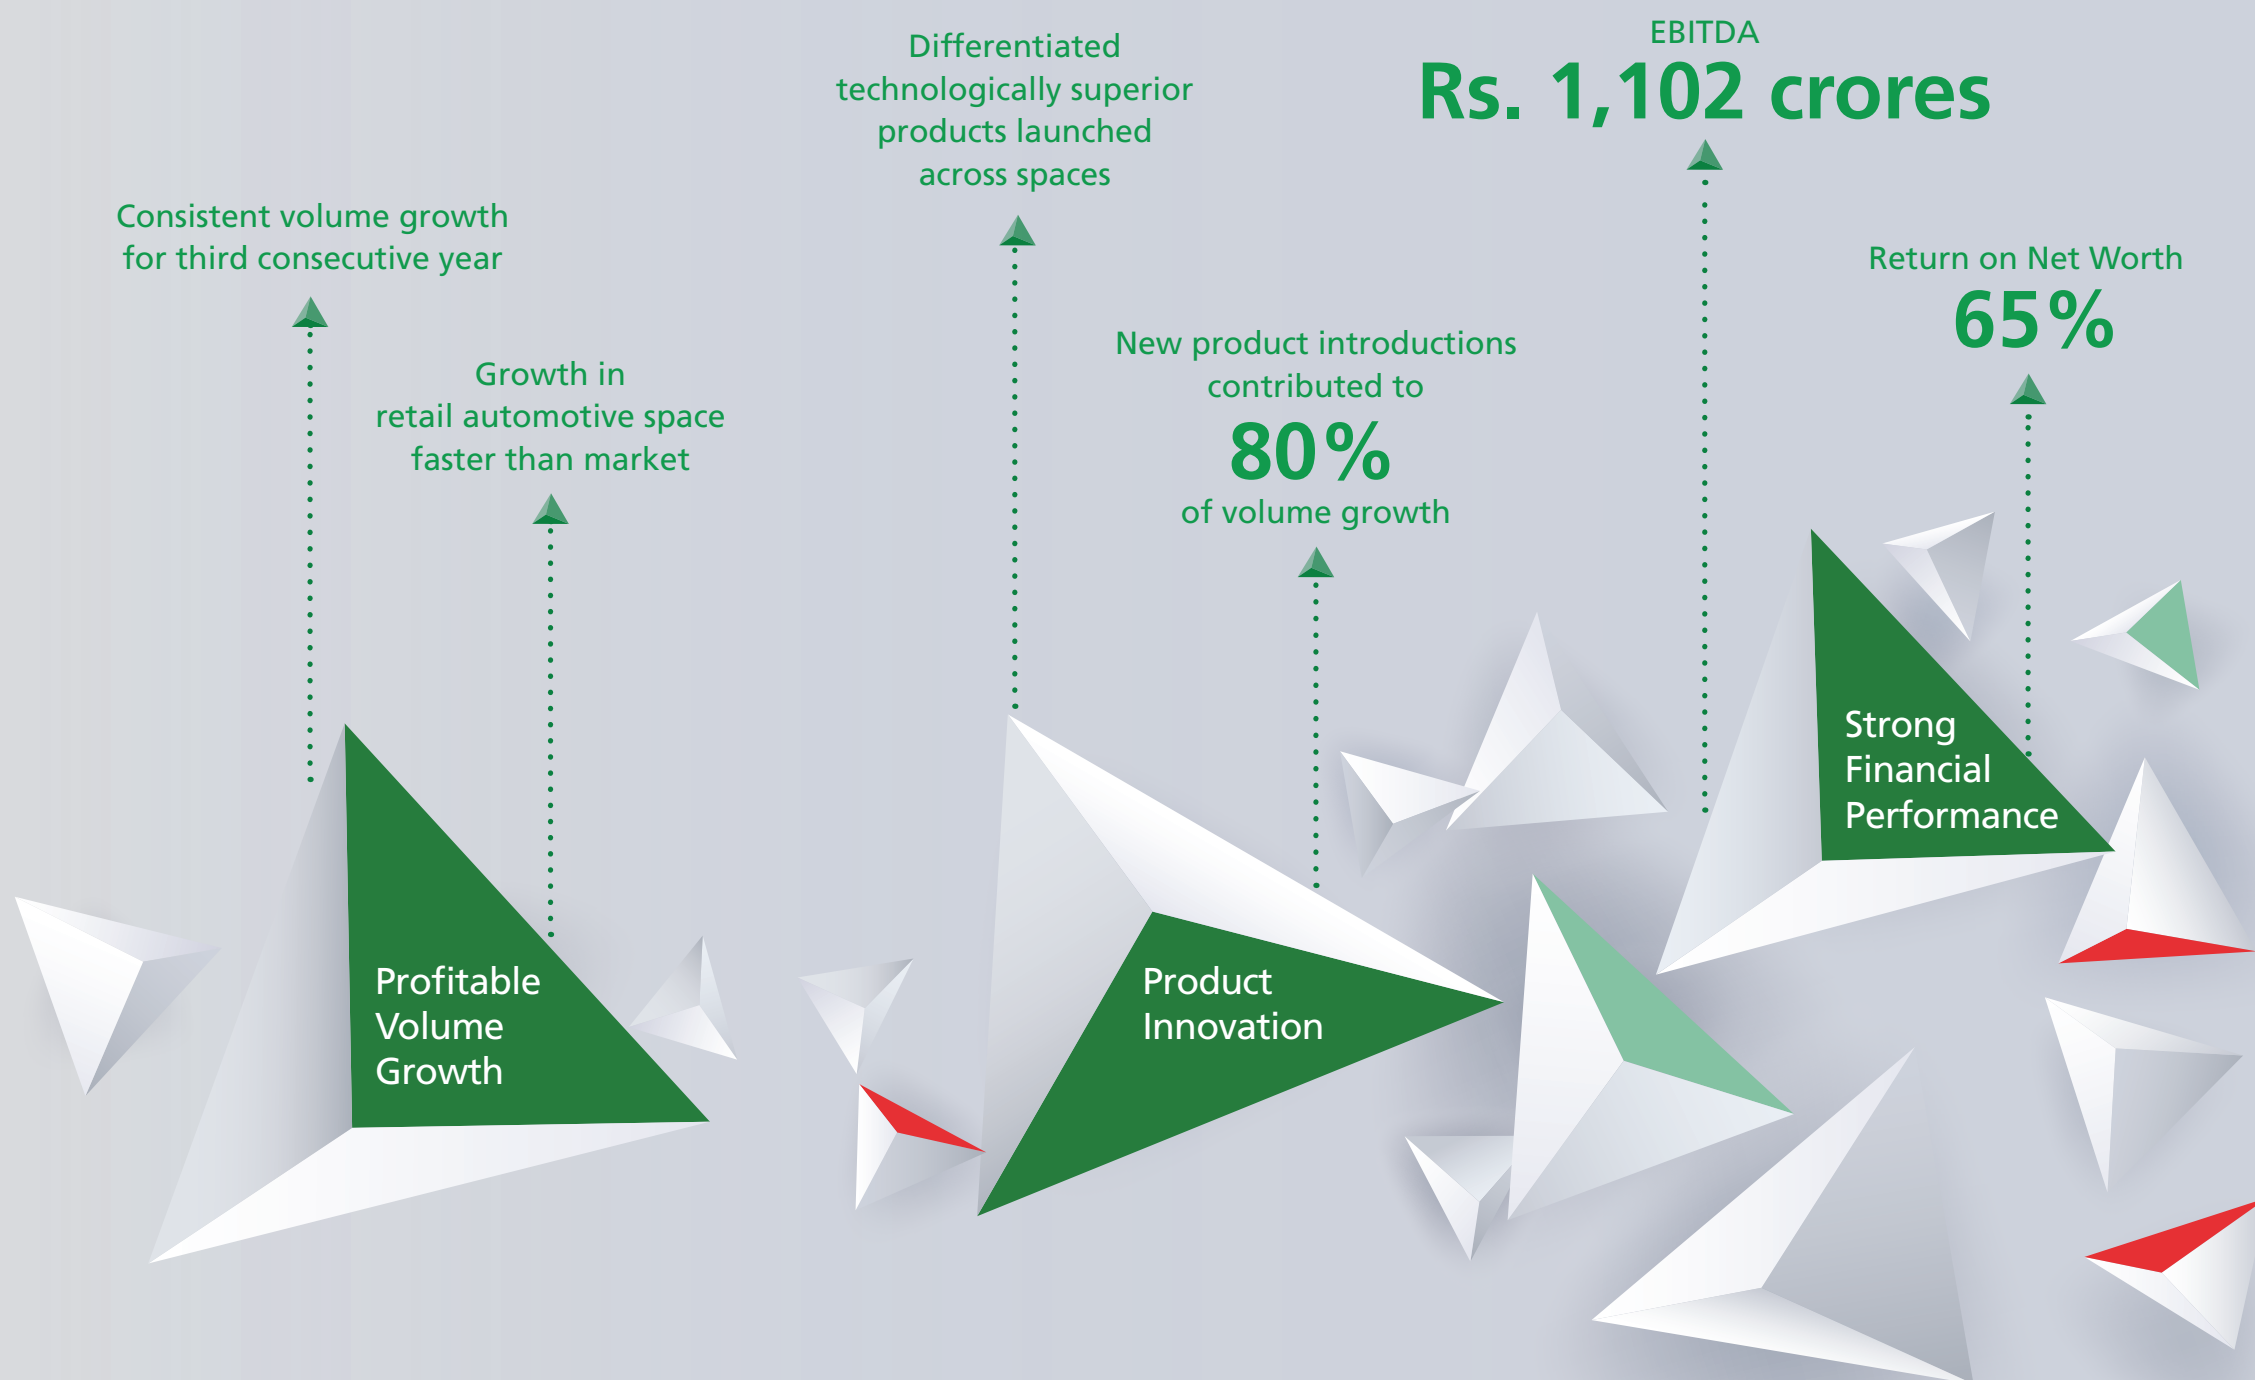 Consistent volume growth
for third consecutive year
Growth in
retail automotive space
faster than market
Profitable
Volume
Growth
Differentiated
technologically superior
products launched
across spaces
New product introductions
contributed to
80%
of volume growth
Product
Innovation
EBITDA
Rs. 1,102 crores
Return on Net Worth
65%
Strong
Financial
Performance